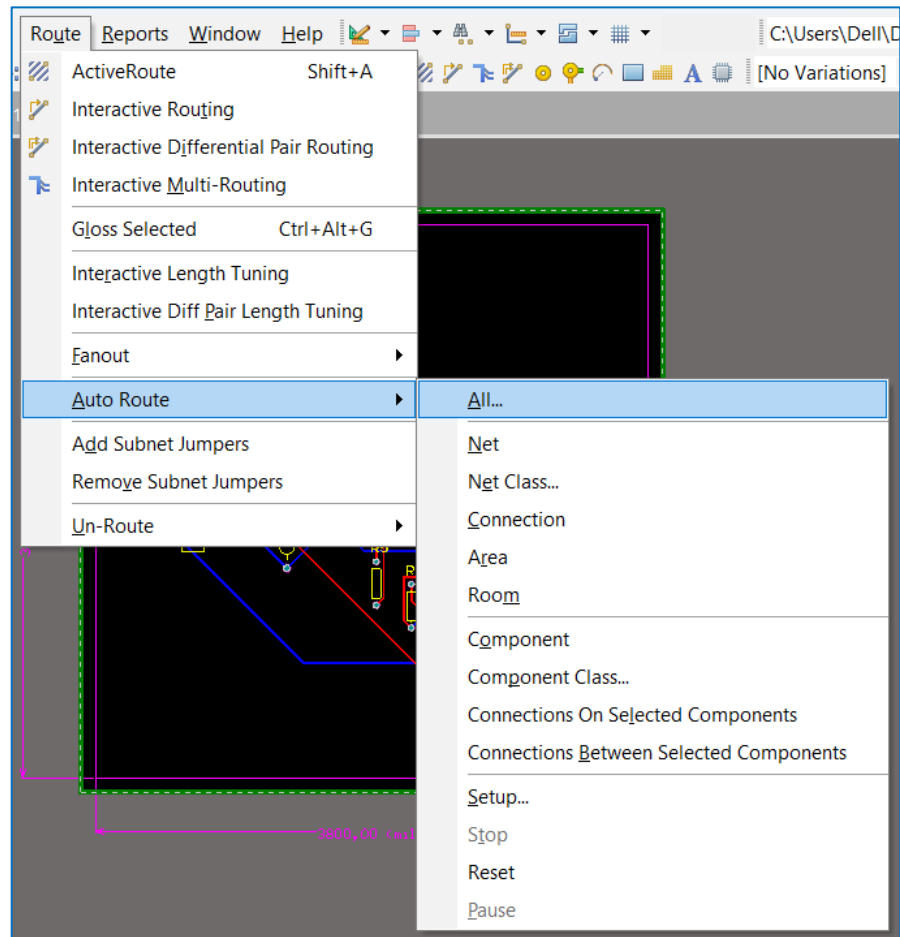 Route Reports Window Help C:\Users\Dell\D
[No Variations]
ActiveRoute Shift+A
Interactive Routing
Interactive Differential Pair Routing
Interactive Multi-Routing
Gloss Selected Ctrl+Alt+G
Interactive Length Tuning
Interactive Diff Pair Length Tuning
Fanout
Auto Route
Add Subnet Jumpers
Remove Subnet Jumpers
Un-Route
All...
Net
Net Class...
Connection
Area
Room
Component
Component Class...
Connections On Selected Components
Connections Between Selected Components
Setup...
Stop
Reset
Pause